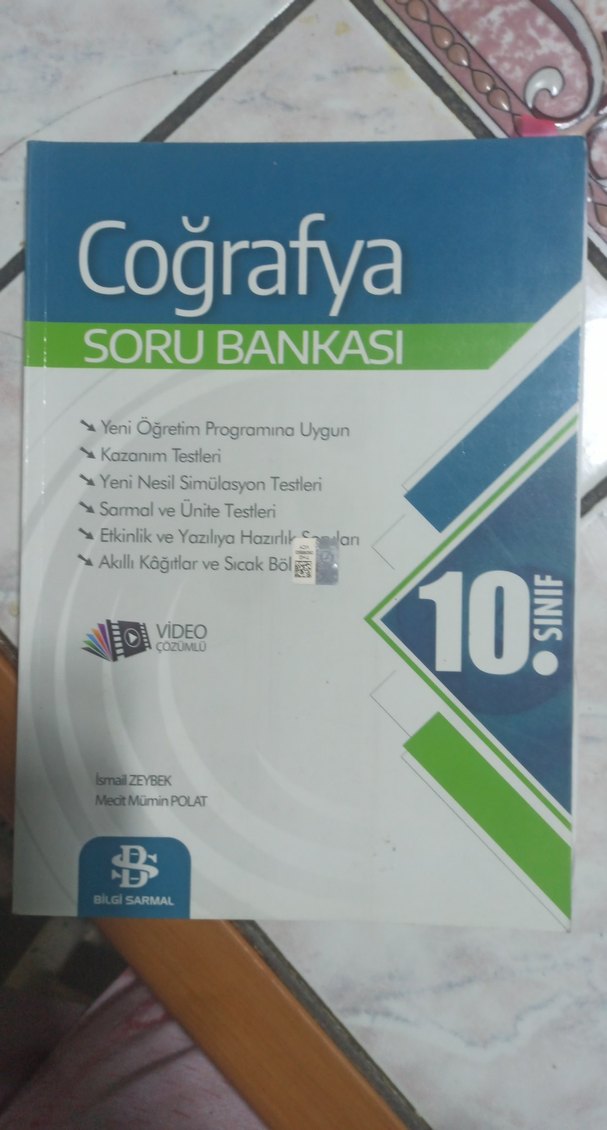 Coğrafya
SORU BANKASI
Yeni Öğretim Programına Uygun
Kazanım Testleri
Yeni Nesil Simülasyon Testleri
Sarmal ve Ünite Testleri
Etkinlik ve Yazılıya Hazırlık
Akıllı Kâğıtlar ve Sıcak
VİDEO
ÇÖZÜMLÜ
10.
SINIF
İsmail ZEYBEK
Mecit Mümin POLAT
BS
BİLGİ SARMAL